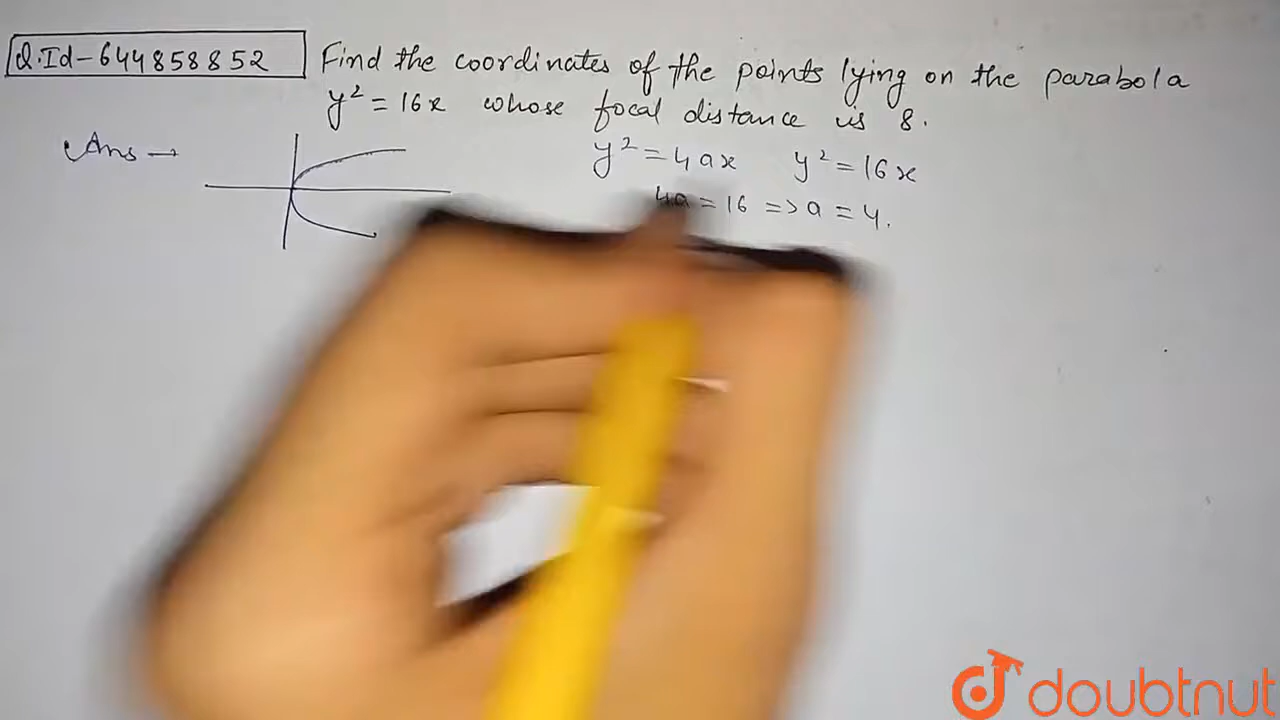 Q.Id-644858852 Find the coordinates of the points lying on the parabola
y² = 16x whose focal distance is 8.
Ans → y² = 4ax y² = 16x
4a = 16 => a = 4.
doubtnut